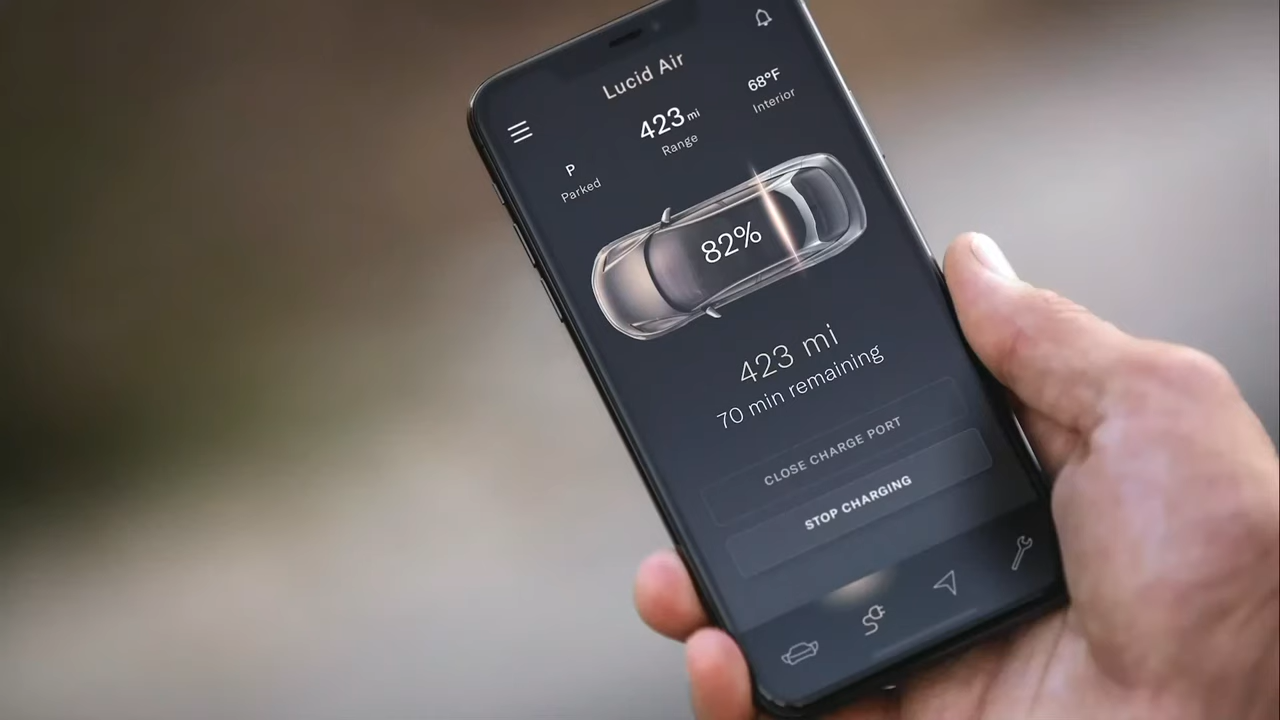 Lucid Air
68°F
Interior
423 mi
Range
P
Parked
82%
423 mi
70 min remaining
CLOSE CHARGE PORT
STOP CHARGING